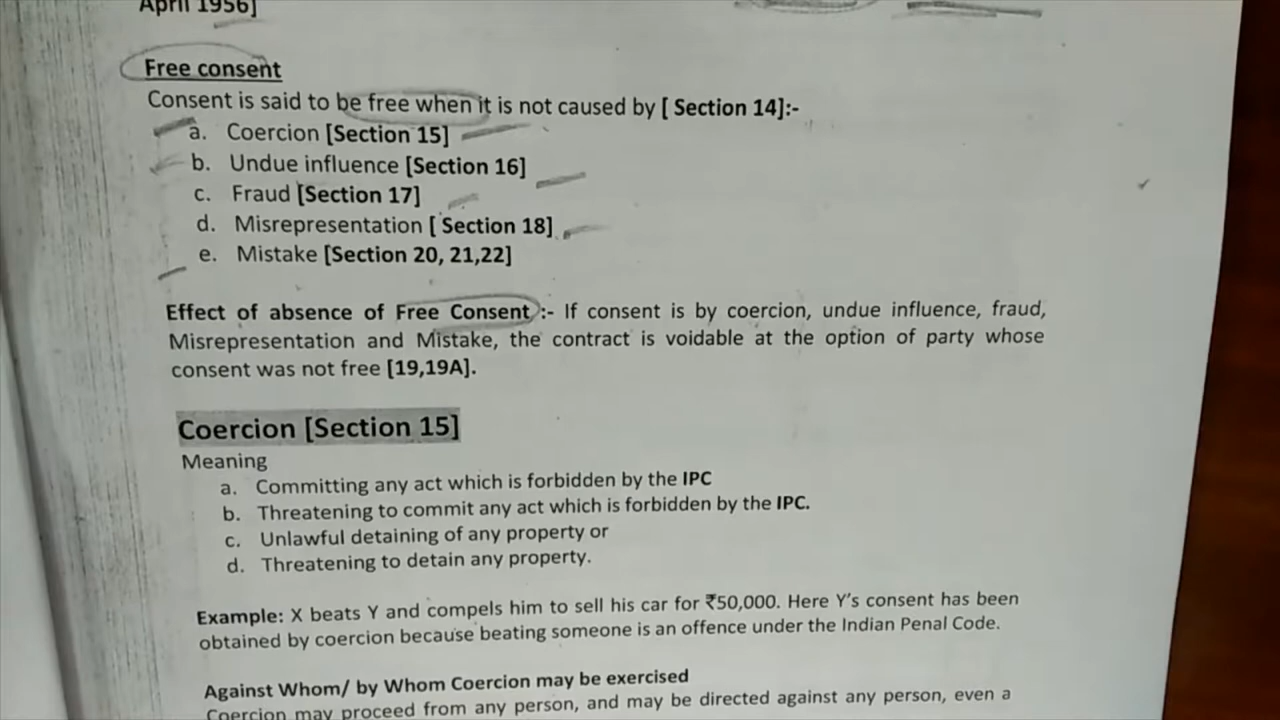 April 1956]
Free consent
Consent is said to be free when it is not caused by [ Section 14]:-
a. Coercion [Section 15]
b. Undue influence [Section 16]
c. Fraud [Section 17]
d. Misrepresentation [ Section 18]
e. Mistake [Section 20, 21,22]
Effect of absence of Free Consent :- If consent is by coercion, undue influence, fraud,
Misrepresentation and Mistake, the contract is voidable at the option of party whose
consent was not free [19,19A].
Coercion [Section 15]
Meaning
a. Committing any act which is forbidden by the IPC
b. Threatening to commit any act which is forbidden by the IPC.
c. Unlawful detaining of any property or
d. Threatening to detain any property.
Example: X beats Y and compels him to sell his car for ₹50,000. Here Y's consent has been
obtained by coercion because beating someone is an offence under the Indian Penal Code.
Against Whom/ by Whom Coercion may be exercised
Coercion may proceed from any person, and may be directed against any person, even a